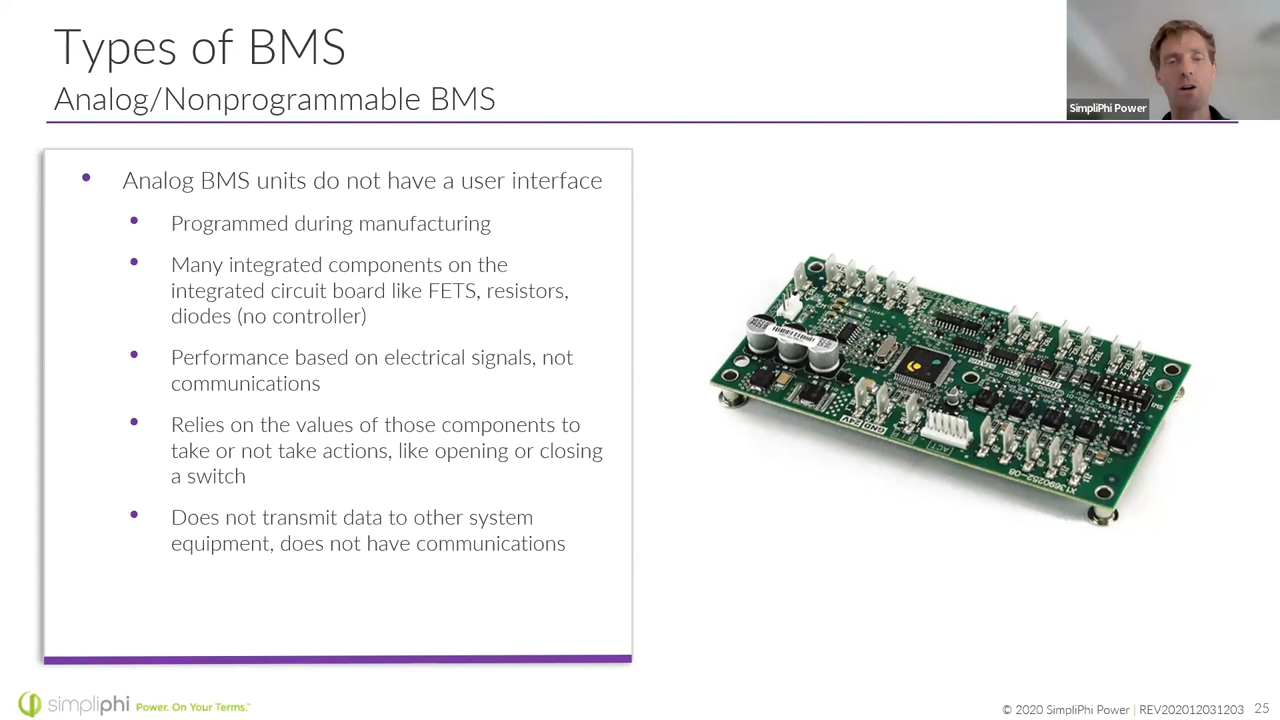 Types of BMS
Analog/Nonprogrammable BMS
SimpliPhi Power
• Analog BMS units do not have a user interface
• Programmed during manufacturing
• Many integrated components on the
integrated circuit board like FETS, resistors,
diodes (no controller)
• Performance based on electrical signals, not
communications
• Relies on the values of those components to
take or not take actions, like opening or closing
a switch
• Does not transmit data to other system
equipment, does not have communications
X13690252-08
simpliphi Power. On Your Terms.™
© 2020 SimpliPhi Power | REV202012031203 25